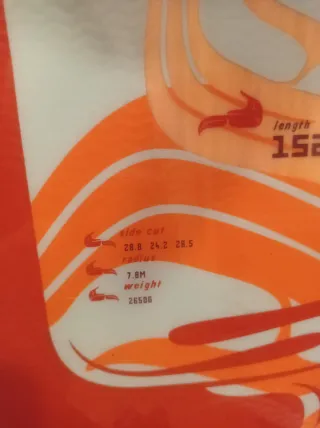 length
152
side cut
28.8 24.2 28.5
radius
7.8M
weight
2650G